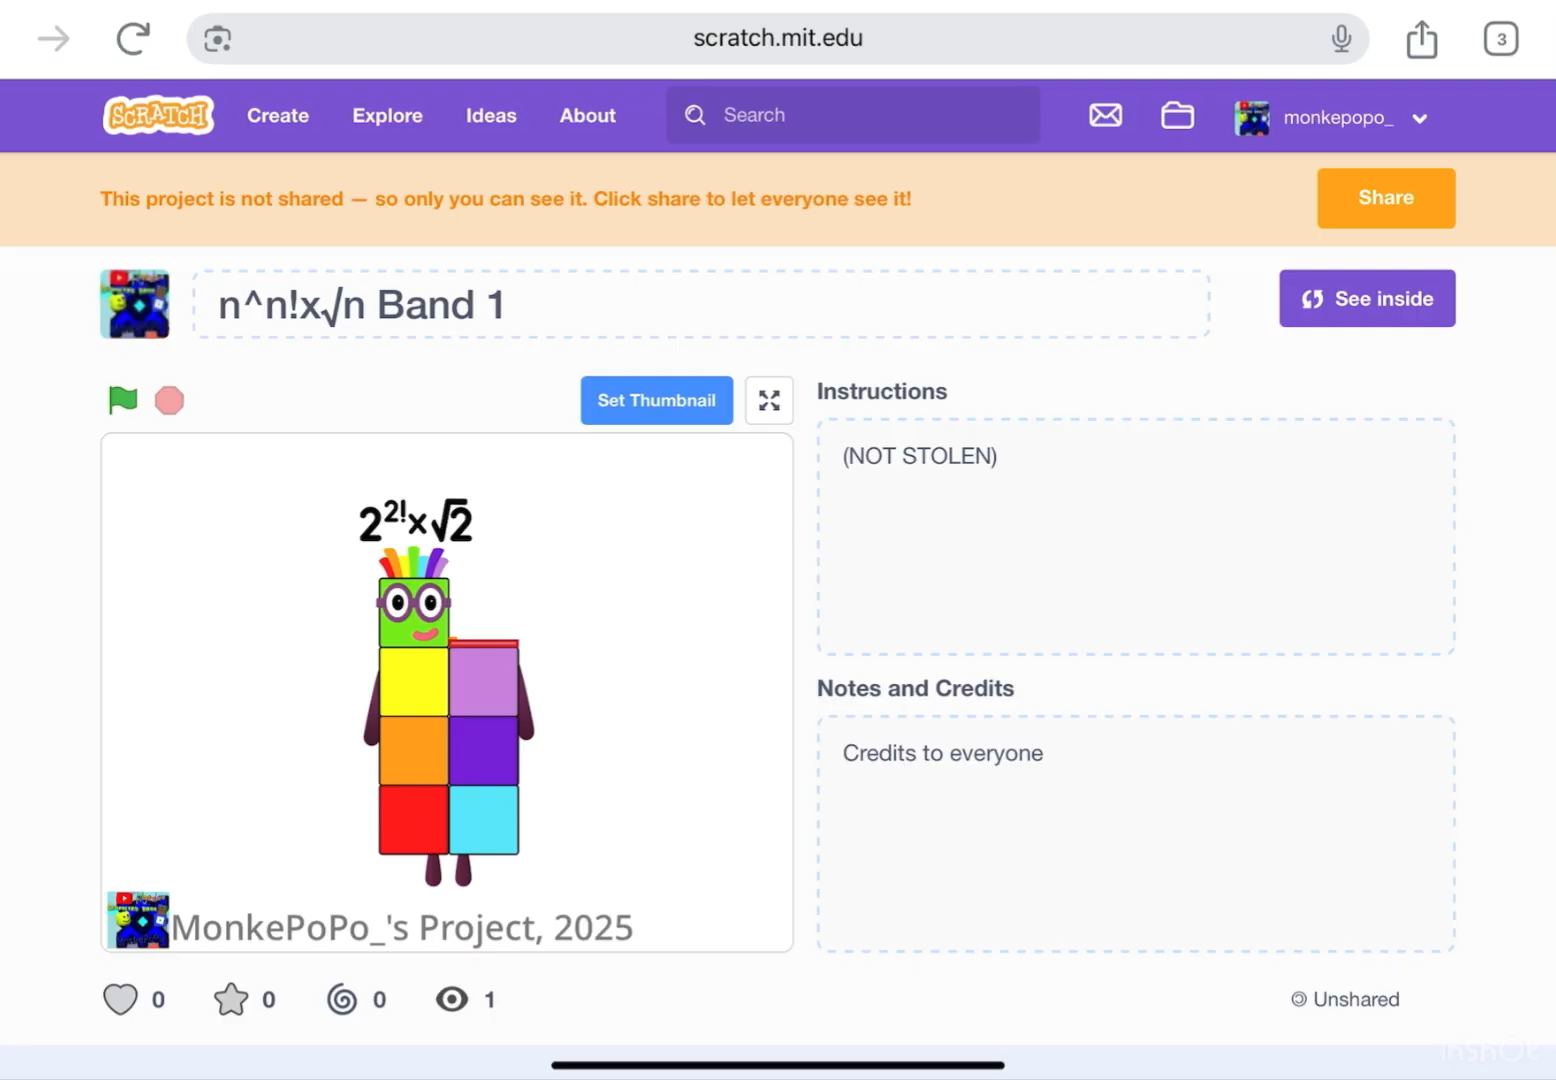 scratch.mit.edu
3
SCRATCH
Create
Explore
Ideas
About
Search
monkepopo_
This project is not shared — so only you can see it. Click share to let everyone see it!
Share
n^n!x√n Band 1
See inside
Set Thumbnail
Instructions
(NOT STOLEN)
2²!×√2
Notes and Credits
Credits to everyone
MonkePoPo_'s Project, 2025
0
0
0
1
Unshared
InShOt